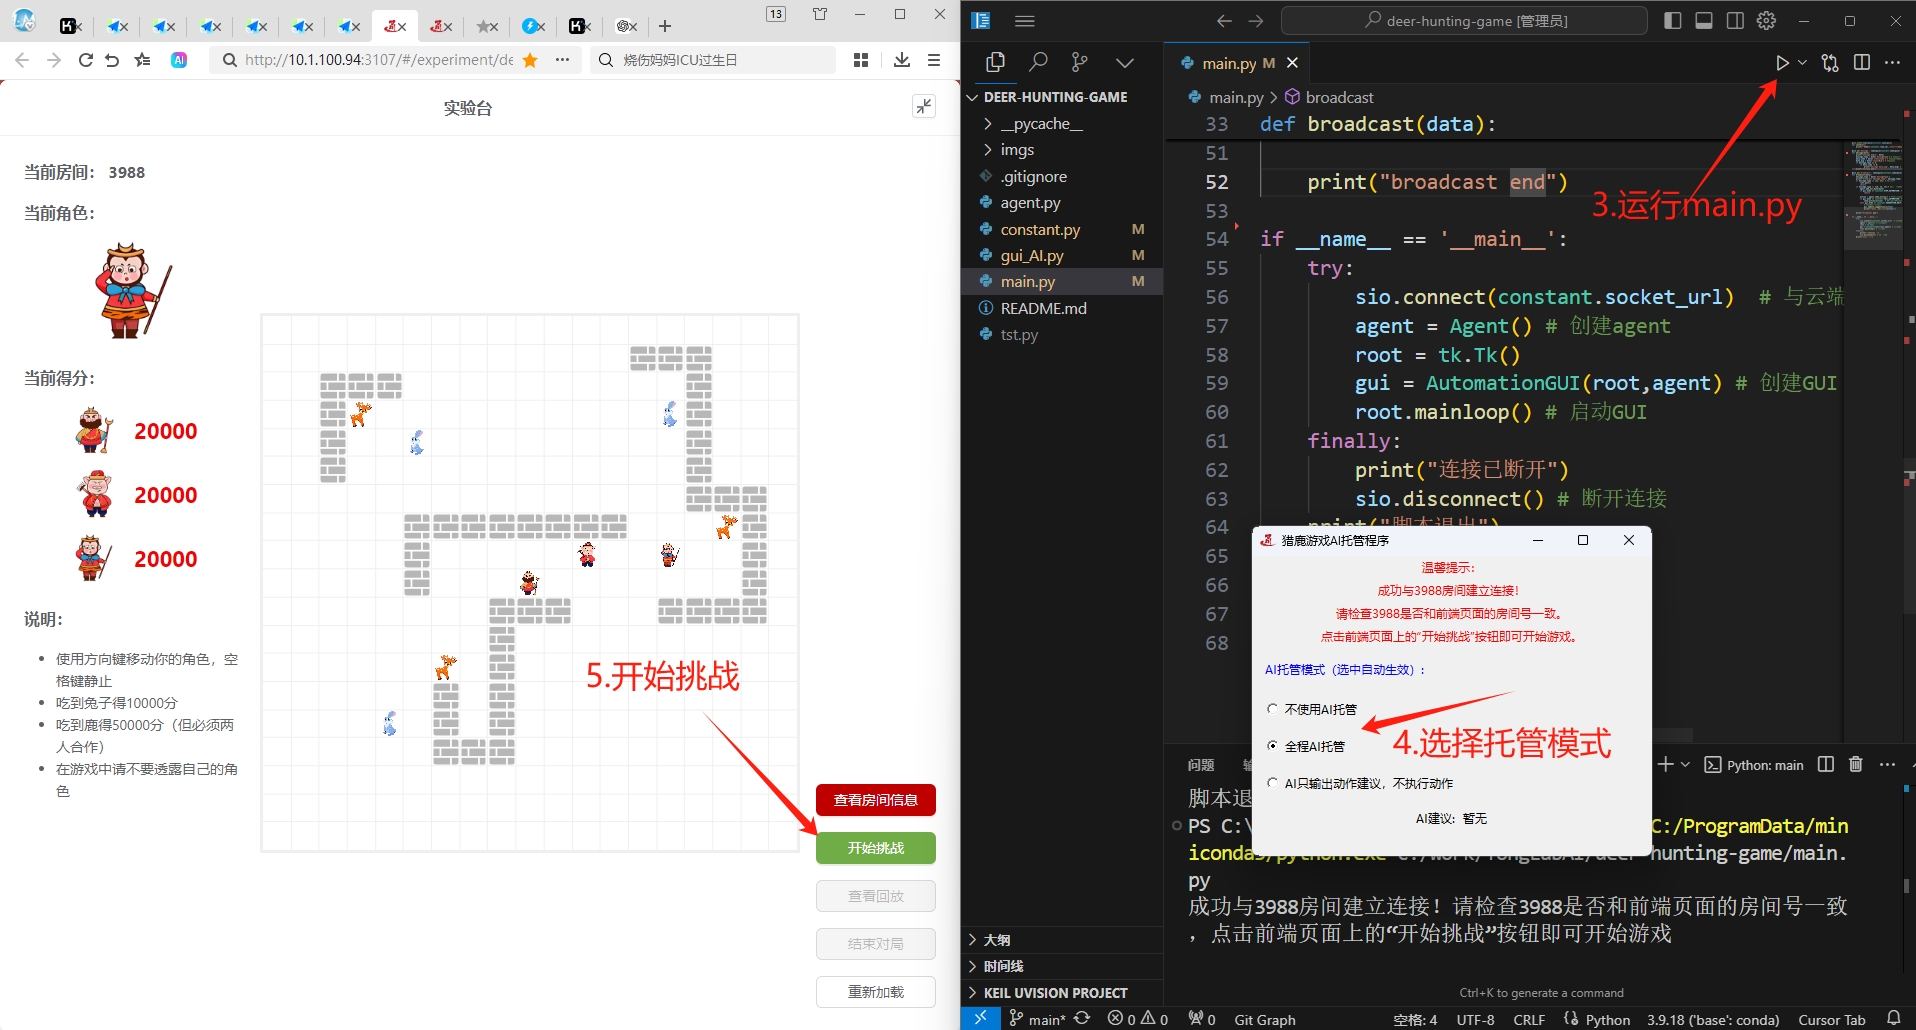 13
http://10.1.100.94:3107/#/experiment/de
烧伤妈妈ICU过生日
实验台
当前房间： 3988
当前角色：
当前得分：
20000
20000
20000
说明：
使用方向键移动你的角色，空
格键静止
吃到兔子得10000分
吃到鹿得50000分（但必须两
人合作）
在游戏中请不要透露自己的角
色
5.开始挑战
查看房间信息
开始挑战
查看回放
结束对局
重新加载
deer-hunting-game [管理员]
DEER-HUNTING-GAME
__pycache__
imgs
.gitignore
agent.py
constant.py M
gui_AI.py M
main.py M
README.md
tst.py
大纲
时间线
KEIL UVISION PROJECT
main.py M
main.py > broadcast
33 def broadcast(data):
51
52 print("broadcast end")
53
3.运行main.py
54 if __name__ == '__main__':
55 try:
56 sio.connect(constant.socket_url) # 与云端
57 agent = Agent() # 创建agent
58 root = tk.Tk()
59 gui = AutomationGUI(root,agent) # 创建GUI
60 root.mainloop() # 启动GUI
61 finally:
62 print("连接已断开")
63 sio.disconnect() # 断开连接
64 print("脚本退出")
65
66
67
68
猎鹿游戏AI托管程序
温馨提示：
成功与3988房间建立连接！
请检查3988是否和前端页面的房间号一致。
点击前端页面上的“开始挑战”按钮即可开始游戏。
AI托管模式（选中自动生效）：
不使用AI托管
全程AI托管
AI只输出动作建议，不执行动作
AI建议: 暂无
4.选择托管模式
问题
Python: main
脚本退
PS C:\ C:/ProgramData/min
iconda3/python.exe c:/work/TongLabAI/deer-hunting-game/main.
py
成功与3988房间建立连接！请检查3988是否和前端页面的房间号一致
，点击前端页面上的“开始挑战”按钮即可开始游戏
Ctrl+K to generate a command
main* 0 0 0 Git Graph 空格: 4 UTF-8 CRLF Python 3.9.18 ('base': conda) Cursor Tab